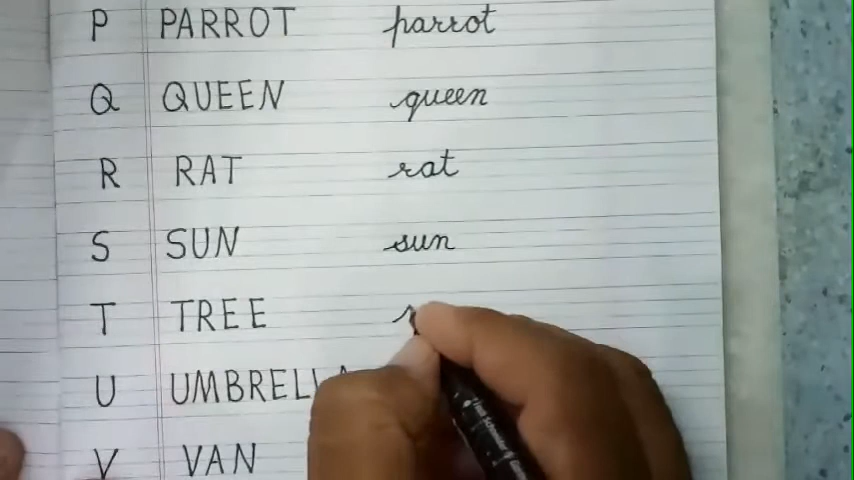 P PARROT parrot
Q QUEEN queen
R RAT rat
S SUN sun
T TREE
U
V VAN